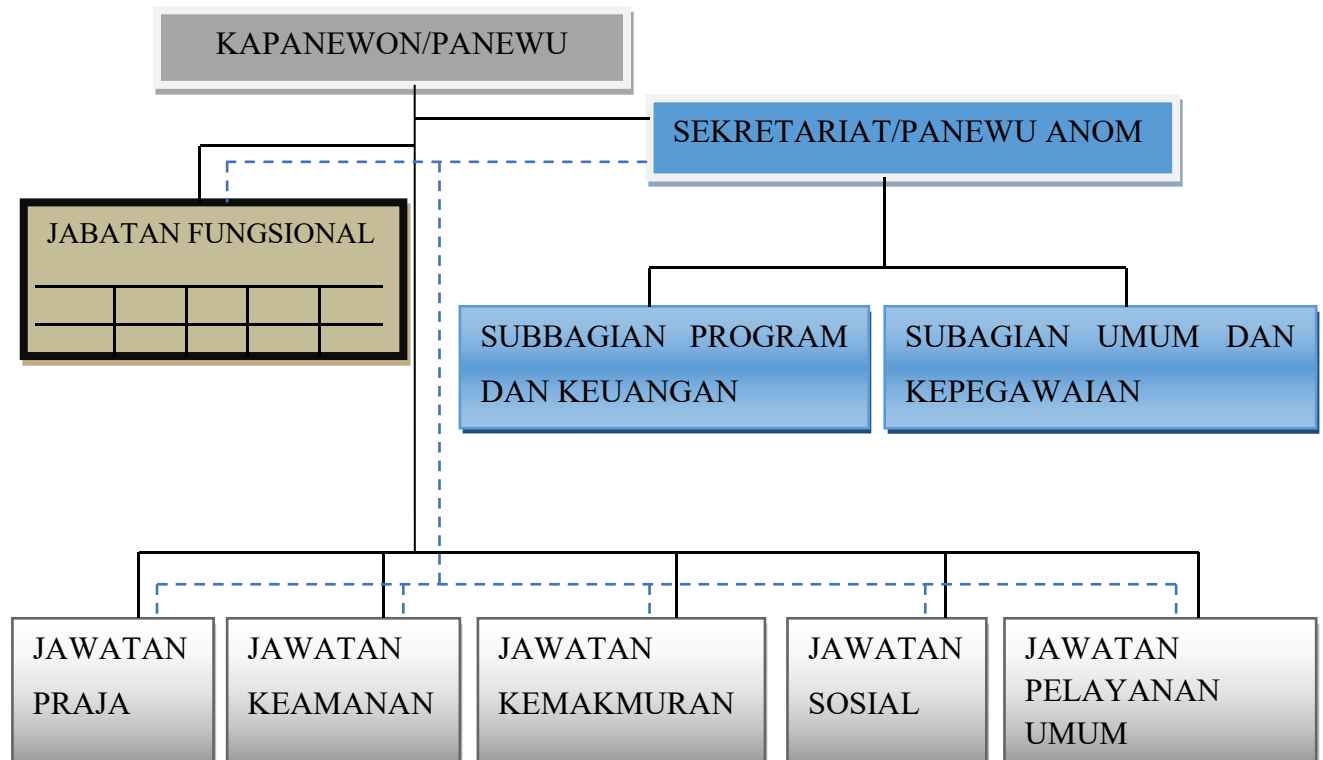 KAPANEWON/PANEWU
SEKRETARIAT/PANEWU ANOM
JABATAN FUNGSIONAL
SUBBAGIAN PROGRAM
DAN KEUANGAN
SUBAGIAN UMUM DAN
KEPEGAWAIAN
JAWATAN
PRAJA
JAWATAN
KEAMANAN
JAWATAN
KEMAKMURAN
JAWATAN
SOSIAL
JAWATAN
PELAYANAN
UMUM